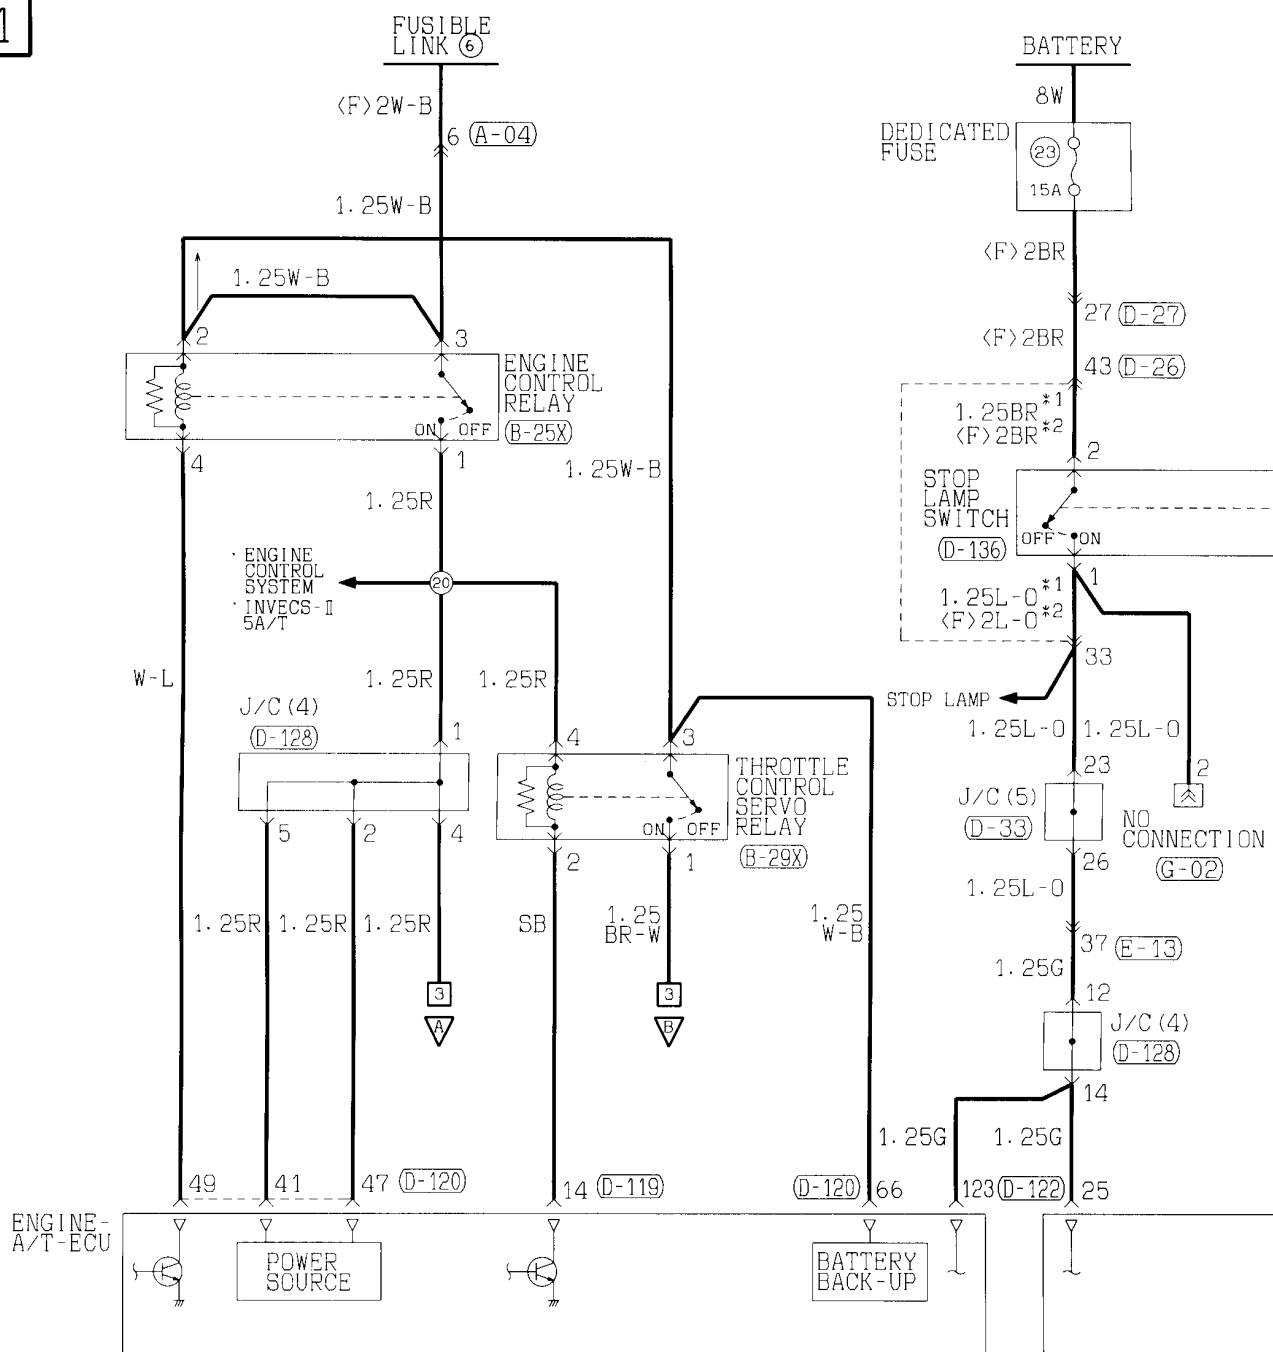 1
FUSIBLE
LINK ⑥
BATTERY
<F>2W-B
8W
6 (A-04)
DEDICATED
FUSE
23
15A
1.25W-B
<F>2BR
1.25W-B
27 (D-27)
<F>2BR
2
3
43 (D-26)
ENGINE
CONTROL
RELAY
(B-25X)
ON OFF
1.25BR*1
<F>2BR*2
4
1
1.25W-B
2
1.25R
STOP
LAMP
SWITCH
(D-136)
OFF ON
· ENGINE
CONTROL
SYSTEM
· INVECS-Ⅱ
5A/T
20
1
1.25L-O*1
<F>2L-O*2
33
W-L
1.25R
1.25R
STOP LAMP
J/C(4)
(D-128)
1
4
3
1.25L-O
1.25L-O
THROTTLE
CONTROL
SERVO
RELAY
(B-29X)
ON OFF
23
2
J/C(5)
(D-33)
NO
CONNECTION
(G-02)
5
2
4
2
1
26
1.25L-O
1.25R
1.25R
1.25R
SB
1.25
BR-W
1.25
W-B
37 (E-13)
1.25G
3
3
12
A
B
J/C(4)
(D-128)
14
1.25G
1.25G
49
41
47 (D-120)
14 (D-119)
(D-120) 66
123 (D-122) 25
ENGINE-
A/T-ECU
POWER
SOURCE
BATTERY
BACK-UP